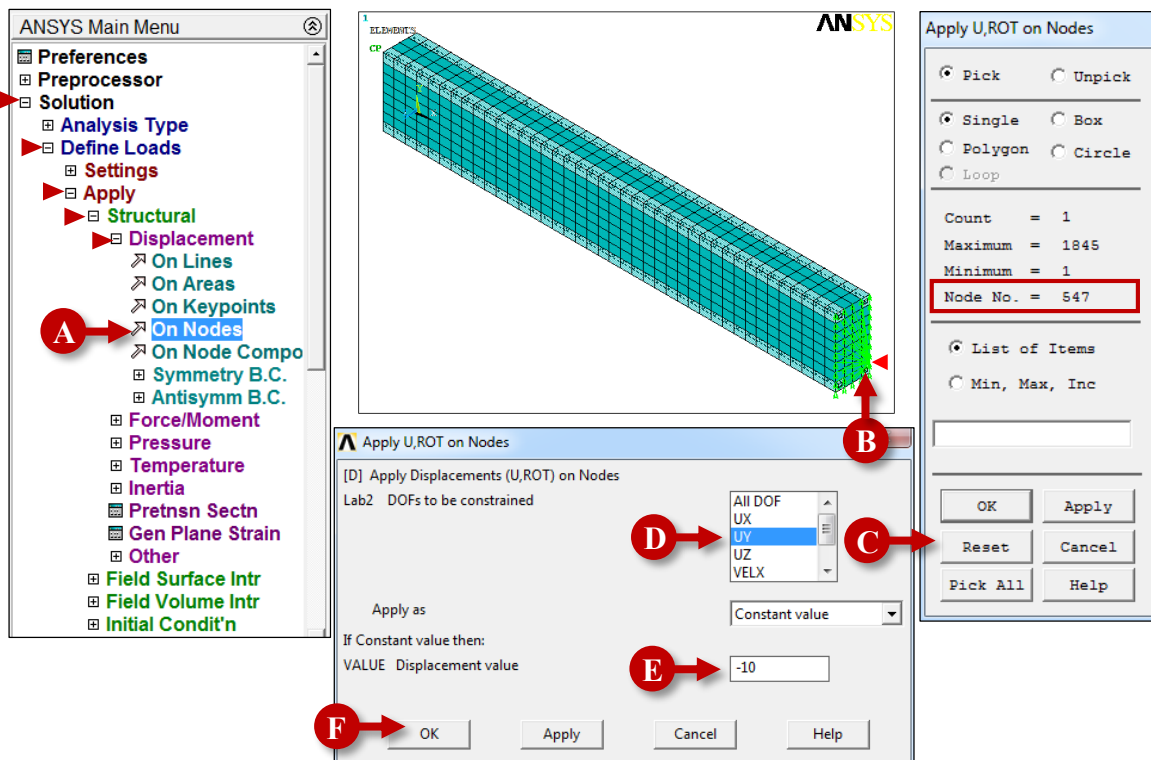 ANSYS Main Menu
Preferences
Preprocessor
Solution
Analysis Type
Define Loads
Settings
Apply
Structural
Displacement
On Lines
On Areas
On Keypoints
A
On Nodes
On Node Compo
Symmetry B.C.
Antisymm B.C.
Force/Moment
Pressure
Temperature
Inertia
Pretnsn Sectn
Gen Plane Strain
Other
Field Surface Intr
Field Volume Intr
Initial Condit'n
1
ELEMENTS
CP
ANSYS
B
Apply U,ROT on Nodes
[D] Apply Displacements (U,ROT) on Nodes
Lab2 DOFs to be constrained
All DOF
UX
D
UY
UZ
VELX
Apply as
Constant value
If Constant value then:
VALUE Displacement value
E
-10
F
OK Apply Cancel Help
Apply U,ROT on Nodes
Pick Unpick
Single Box
Polygon Circle
Loop
Count = 1
Maximum = 1845
Minimum = 1
Node No. = 547
List of Items
Min, Max, Inc
OK Apply
C
Reset Cancel
Pick All Help